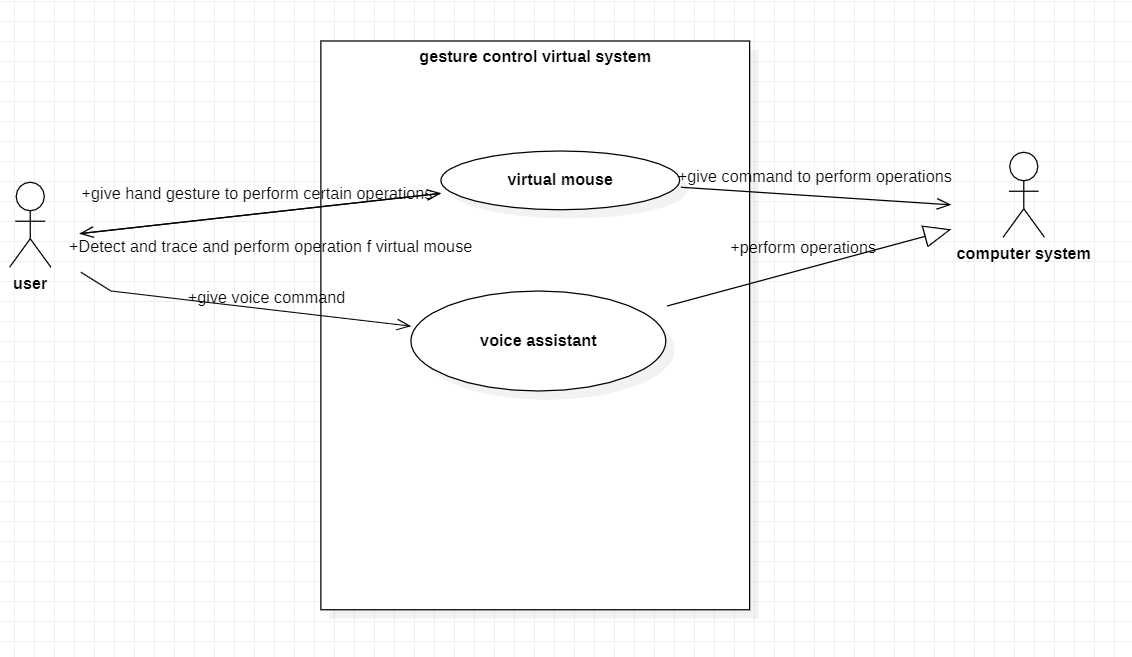 gesture control virtual system
virtual mouse
+give command to perform operations
+give hand gesture to perform certain operations
+Detect and trace and perform operation f virtual mouse
+perform operations
computer system
user
+give voice command
voice assistant